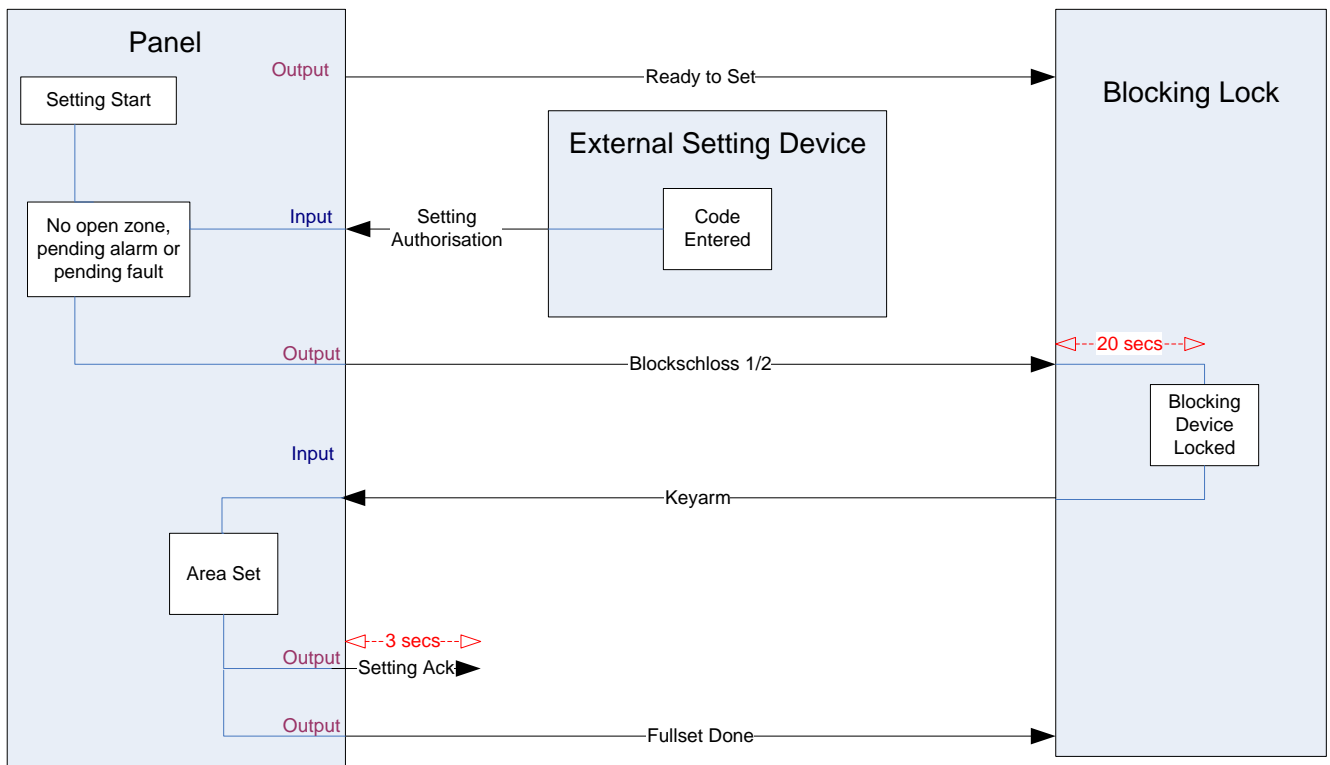 Panel
Output
Ready to Set
Blocking Lock
Setting Start
External Setting Device
No open zone,
pending alarm or
pending fault
Input
Setting
Authorisation
Code
Entered
Output
Blockschloss 1/2
20 secs
Blocking
Device
Locked
Input
Keyarm
Area Set
3 secs
Output
Setting Ack
Output
Fullset Done